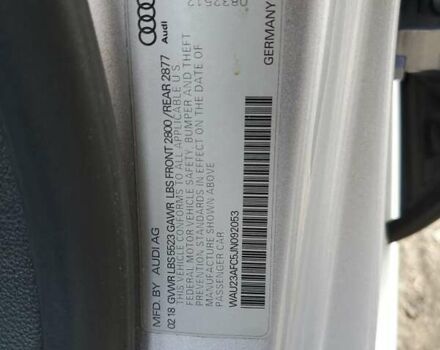 MFD. BY AUDI AG
02 18 GVWR LBS 5523 GAWR LBS FRONT 2800 / REAR 2877
THIS VEHICLE CONFORMS TO ALL APPLICABLE U S
FEDERAL MOTOR VEHICLE SAFETY, BUMPER AND THEFT
PREVENTION STANDARDS IN EFFECT ON THE DATE OF
MANUFACTURE SHOWN ABOVE
PASSENGER CAR
WAU23AFC5JN092053
Audi
GERMANY